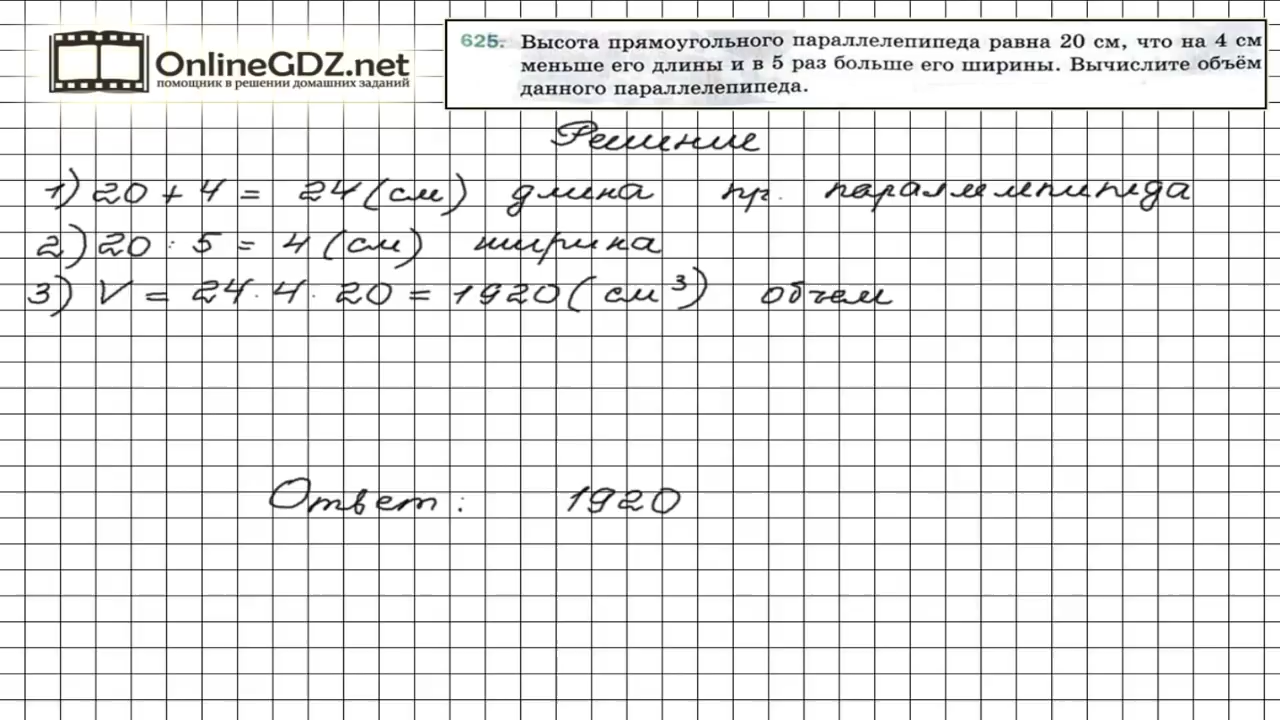 OnlineGDZ.net
помощник в решении домашних заданий
625. Высота прямоугольного параллелепипеда равна 20 см, что на 4 см
меньше его длины и в 5 раз больше его ширины. Вычислите объём
данного параллелепипеда.
Решение
1) 20 + 4 = 24 (см) длина пр. параллелепипеда
2) 20 : 5 = 4 (см) ширина
3) V = 24 · 4 · 20 = 1920 (см³) объем
Ответ: 1920